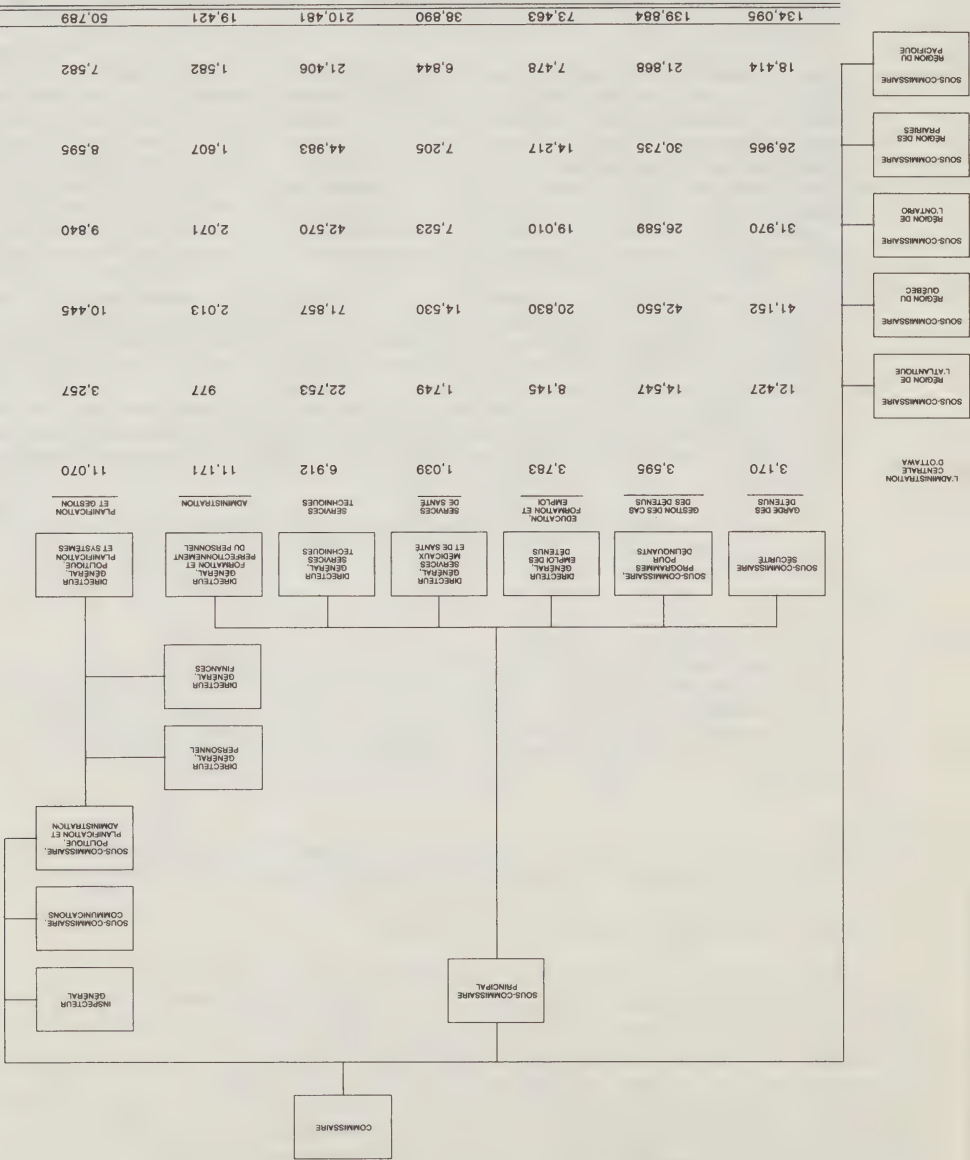 COMMISSAIRE
INSPECTEUR
GÉNÉRAL
SOUS-COMMISSAIRE
PRINCIPAL
SOUS-COMMISSAIRE,
COMMUNICATIONS
SOUS-COMMISSAIRE,
POLITIQUE,
PLANIFICATION ET
ADMINISTRATION
DIRECTEUR
GÉNÉRAL,
PERSONNEL
DIRECTEUR
GÉNÉRAL,
FINANCES
SOUS-COMMISSAIRE
SÉCURITÉ
SOUS-COMMISSAIRE,
PROGRAMMES
POUR
DÉLINQUANTS
DIRECTEUR
GÉNÉRAL,
EMPLOI DES
DÉTENUS
DIRECTEUR
GÉNÉRAL,
SERVICES
MÉDICAUX
ET DE SANTÉ
DIRECTEUR
GÉNÉRAL,
SERVICES
TECHNIQUES
DIRECTEUR
GÉNÉRAL,
FORMATION ET
PERFECTIONNEMENT
DU PERSONNEL
DIRECTEUR
GÉNÉRAL,
POLITIQUE,
PLANIFICATION
ET SYSTÈMES
GARDE DES
DÉTENUS
GESTION DES CAS
DES DÉTENUS
EDUCATION,
FORMATION ET
EMPLOI
SERVICES
DE SANTÉ
SERVICES
TECHNIQUES
ADMINISTRATION
PLANIFICATION
ET GESTION
L'ADMINISTRATION
CENTRALE
D'OTTAWA
3,170 3,695 3,783 1,039 6,912 11,171 11,070
SOUS-COMMISSAIRE
RÉGION DE
L'ATLANTIQUE
12,427 14,547 8,145 1,749 22,753 977 3,257
SOUS-COMMISSAIRE
RÉGION DU
QUÉBEC
41,152 42,550 20,830 14,530 71,857 2,013 10,445
SOUS-COMMISSAIRE
RÉGION DE
L'ONTARIO
31,970 26,589 19,010 7,523 42,570 2,071 9,840
SOUS-COMMISSAIRE
RÉGION DES
PRAIRIES
26,965 30,735 14,217 7,205 44,983 1,607 8,595
SOUS-COMMISSAIRE
RÉGION DU
PACIFIQUE
18,414 21,868 7,478 6,844 21,406 1,582 7,582
134,095 139,884 73,463 38,890 210,481 19,421 50,789